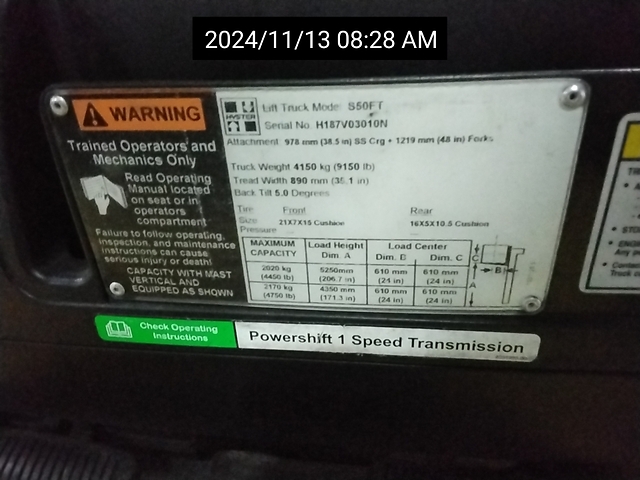 2024/11/13 08:28 AM
WARNING
Trained Operators and
Mechanics Only
Read Operating
Manual located
on seat or in
operators
compartment
Failure to follow operating,
inspection, and maintenance
instructions can cause
serious injury or death!
CAPACITY WITH MAST
VERTICAL AND
EQUIPPED AS SHOWN
HYSTER
Lift Truck Model S50FT
Serial No H187V03010N
Attachment 978 mm (38.5 in) SS Crg + 1219 mm (48 in) Forks
Truck Weight 4150 kg (9150 lb)
Tread Width 890 mm (35.1 in)
Back Tilt 5.0 Degrees
Tire Front Rear
Size 21X7X15 Cushion 16X5X10.5 Cushion
Pressure
MAXIMUM CAPACITY Load Height Dim. A Load Center Dim. B Dim. C
2020 kg (4450 lb) 5250mm (206.7 in) 610 mm (24 in) 610 mm (24 in)
2170 kg (4750 lb) 4350 mm (171.3 in) 610 mm (24 in) 610 mm (24 in)
C
B
A
Check Operating
Instructions
Powershift 1 Speed Transmission